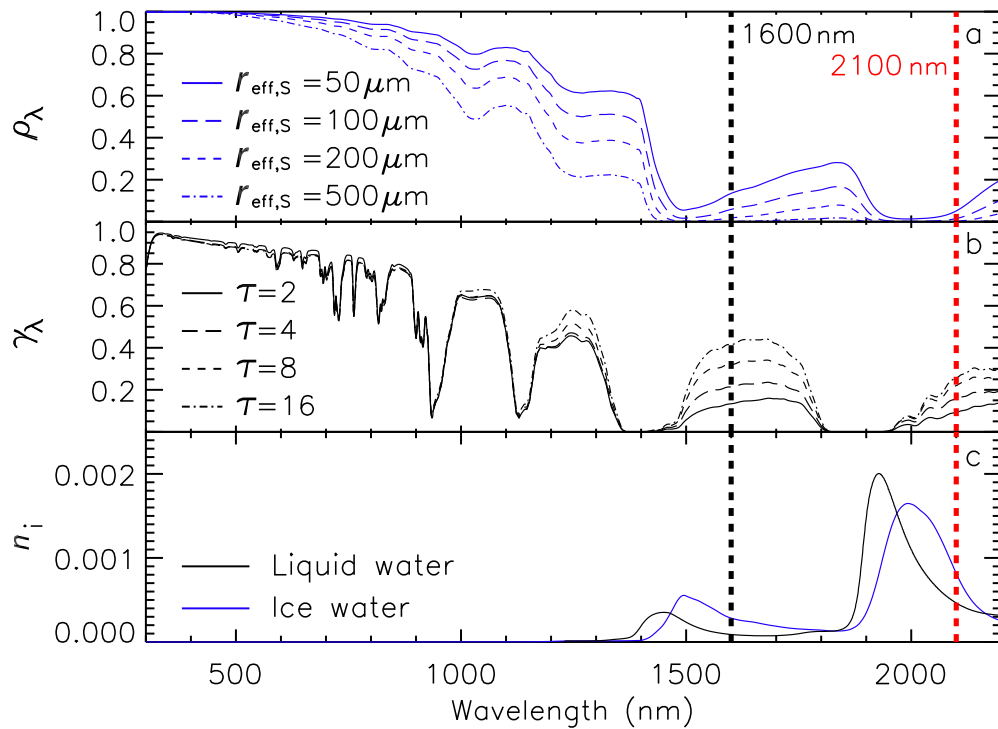 1.0
0.8
0.6
0.4
0.2
ρλ
a
1600 nm
2100 nm
r eff,S = 50 μm
r eff,S = 100 μm
r eff,S = 200 μm
r eff,S = 500 μm
1.0
0.8
0.6
0.4
0.2
γλ
b
τ=2
τ=4
τ=8
τ=16
0.002
0.001
0.000
n i
c
Liquid water
Ice water
500 1000 1500 2000
Wavelength (nm)